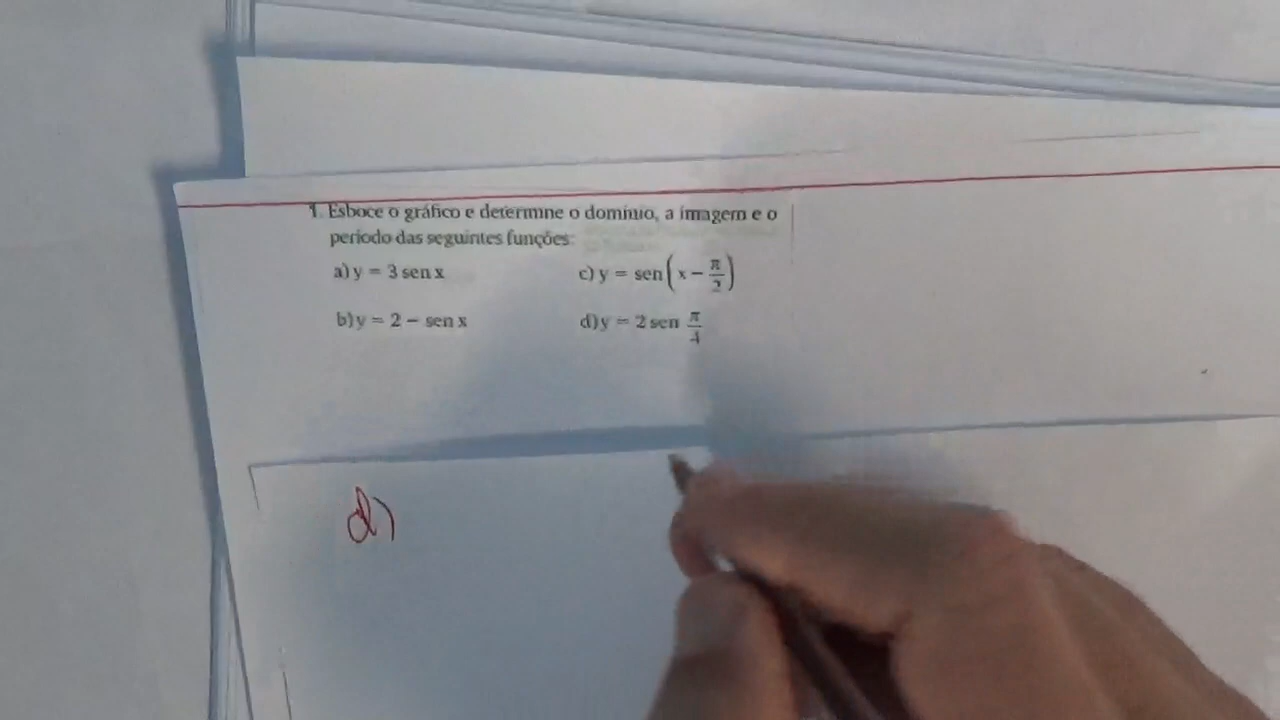 1. Esboce o gráfico e determine o domínio, a imagem e o
período das seguintes funções:
a) y = 3 sen x
c) y = sen(x − π/2)
b) y = 2 − sen x
d) y = 2 sen π/4
d)